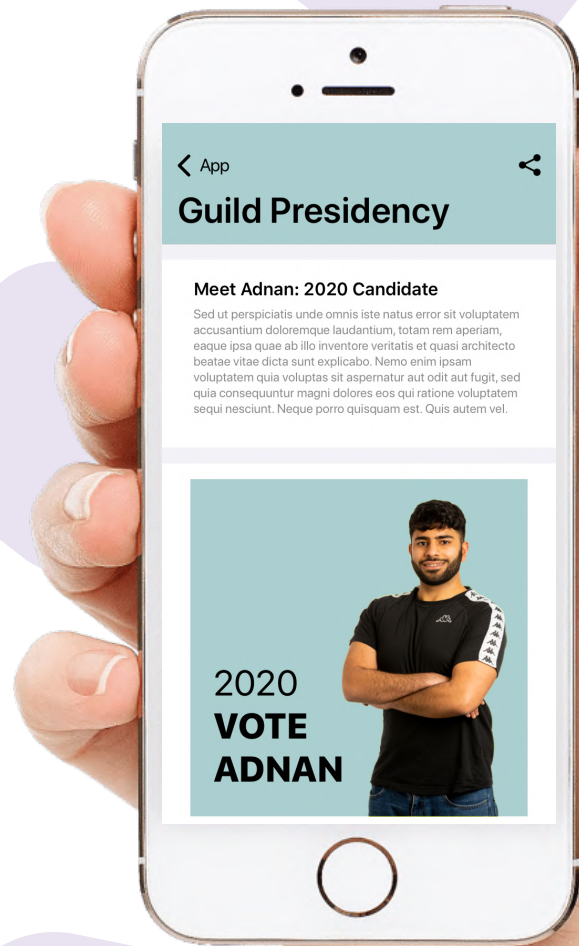 App
Guild Presidency
Meet Adnan: 2020 Candidate
Sed ut perspiciatis unde omnis iste natus error sit voluptatem
accusantium doloremque laudantium, totam rem aperiam,
eaque ipsa quae ab illo inventore veritatis et quasi architecto
beatae vitae dicta sunt explicabo. Nemo enim ipsam
voluptatem quia voluptas sit aspernatur aut odit aut fugit, sed
quia consequuntur magni dolores eos qui ratione voluptatem
sequi nesciunt. Neque porro quisquam est. Quis autem vel.
2020
VOTE
ADNAN